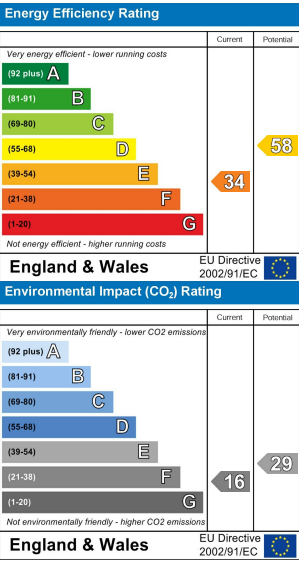 Energy Efficiency Rating
Current Potential
Very energy efficient - lower running costs
(92 plus) A
(81-91) B
(69-80) C
(55-68) D
58
(39-54) E
34
(21-38) F
(1-20) G
Not energy efficient - higher running costs
England & Wales
EU Directive
2002/91/EC
Environmental Impact (CO₂) Rating
Current Potential
Very environmentally friendly - lower CO2 emissions
(92 plus) A
(81-91) B
(69-80) C
(55-68) D
(39-54) E
29
(21-38) F
16
(1-20) G
Not environmentally friendly - higher CO2 emissions
England & Wales
EU Directive
2002/91/EC